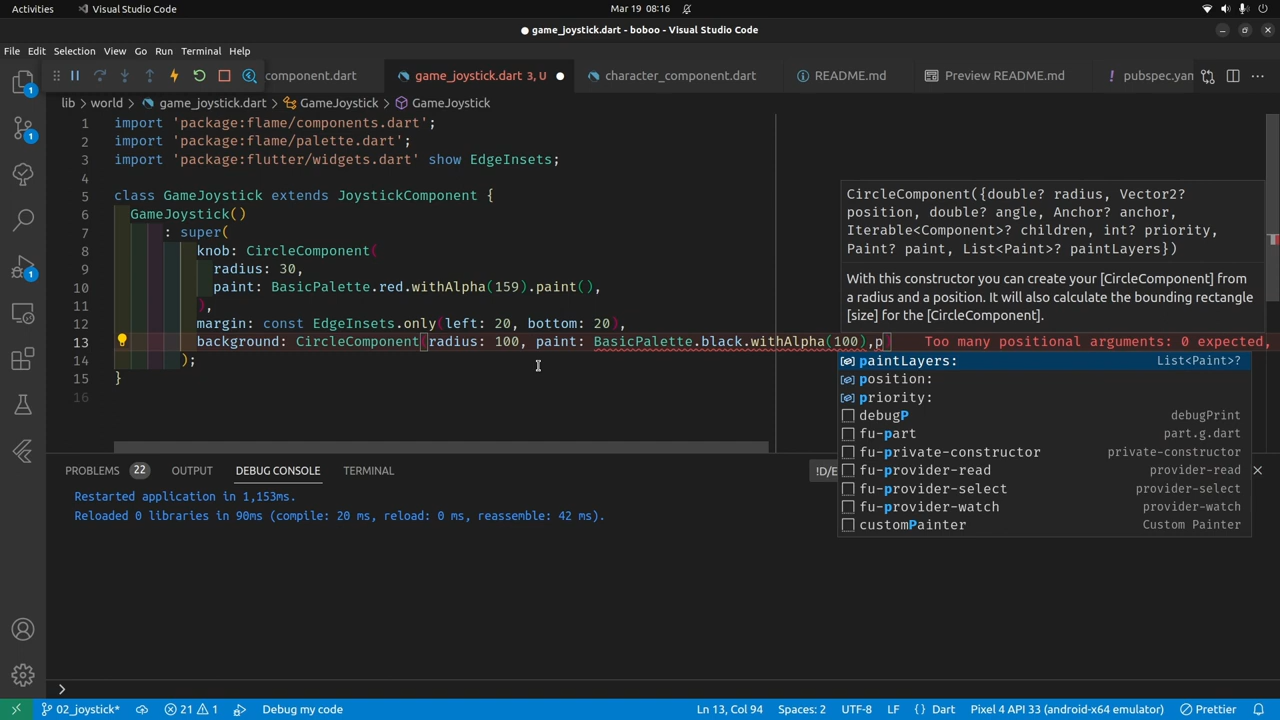 Activities
Visual Studio Code
Mar 19 08:16
game_joystick.dart - boboo - Visual Studio Code
File Edit Selection View Go Run Terminal Help
component.dart
game_joystick.dart 3, U
character_component.dart
README.md
Preview README.md
pubspec.yan
lib > world > game_joystick.dart > GameJoystick > GameJoystick
1 import 'package:flame/components.dart';
2 import 'package:flame/palette.dart';
3 import 'package:flutter/widgets.dart' show EdgeInsets;
4
5 class GameJoystick extends JoystickComponent {
6 GameJoystick()
7 : super(
8 knob: CircleComponent(
9 radius: 30,
10 paint: BasicPalette.red.withAlpha(159).paint(),
11 ),
12 margin: const EdgeInsets.only(left: 20, bottom: 20),
13 background: CircleComponent(radius: 100, paint: BasicPalette.black.withAlpha(100),p) Too many positional arguments: 0 expected,
14 );
15 }
16
CircleComponent({double? radius, Vector2?
position, double? angle, Anchor? anchor,
Iterable<Component>? children, int? priority,
Paint? paint, List<Paint>? paintLayers})
With this constructor you can create your [CircleComponent] from
a radius and a position. It will also calculate the bounding rectangle
[size] for the [CircleComponent].
paintLayers: List<Paint>?
position:
priority:
debugP debugPrint
fu-part part.g.dart
fu-private-constructor private-constructor
fu-provider-read provider-read
fu-provider-select provider-select
fu-provider-watch provider-watch
customPainter Custom Painter
PROBLEMS 22 OUTPUT DEBUG CONSOLE TERMINAL
!D/E
Restarted application in 1,153ms.
Reloaded 0 libraries in 90ms (compile: 20 ms, reload: 0 ms, reassemble: 42 ms).
1
1
1
02_joystick* 21 1 Debug my code Ln 13, Col 94 Spaces: 2 UTF-8 LF {} Dart Pixel 4 API 33 (android-x64 emulator) Prettier